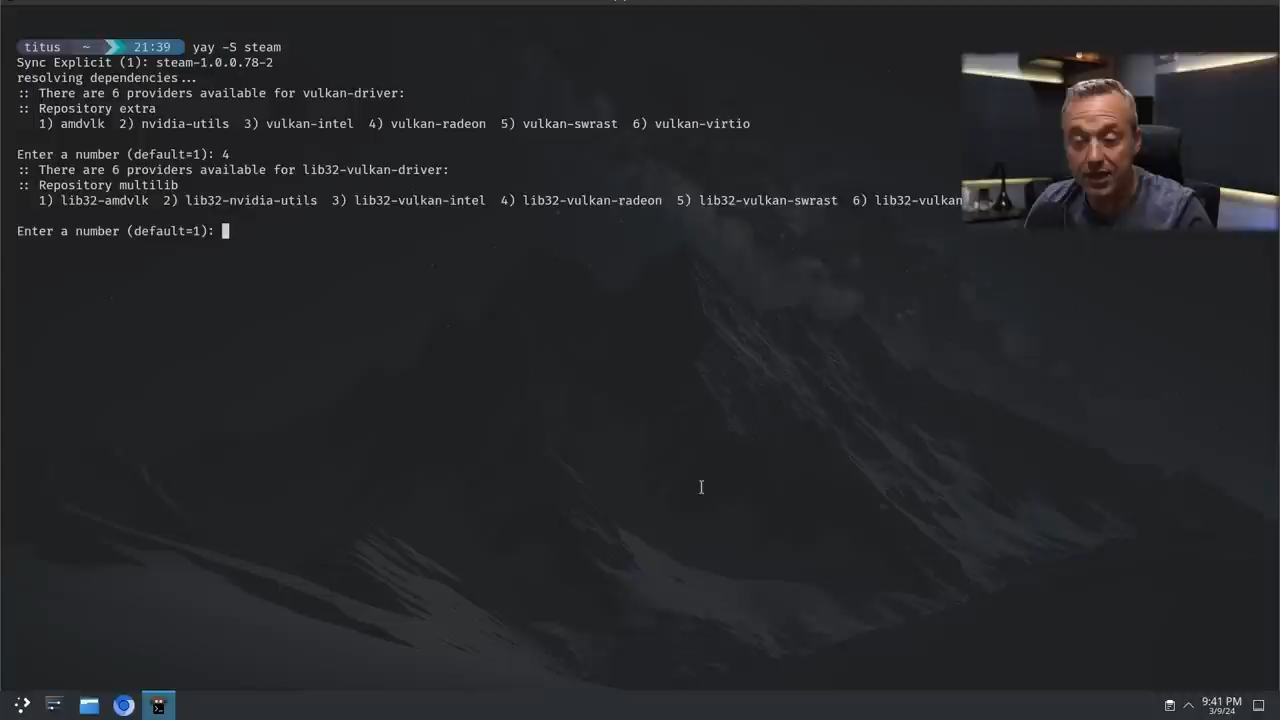 titus ~ 21:39 yay -S steam
Sync Explicit (1): steam-1.0.0.78-2
resolving dependencies...
:: There are 6 providers available for vulkan-driver:
:: Repository extra
1) amdvlk 2) nvidia-utils 3) vulkan-intel 4) vulkan-radeon 5) vulkan-swrast 6) vulkan-virtio
Enter a number (default=1): 4
:: There are 6 providers available for lib32-vulkan-driver:
:: Repository multilib
1) lib32-amdvlk 2) lib32-nvidia-utils 3) lib32-vulkan-intel 4) lib32-vulkan-radeon 5) lib32-vulkan-swrast 6) lib32-vulkan
Enter a number (default=1):
9:41 PM
3/9/24